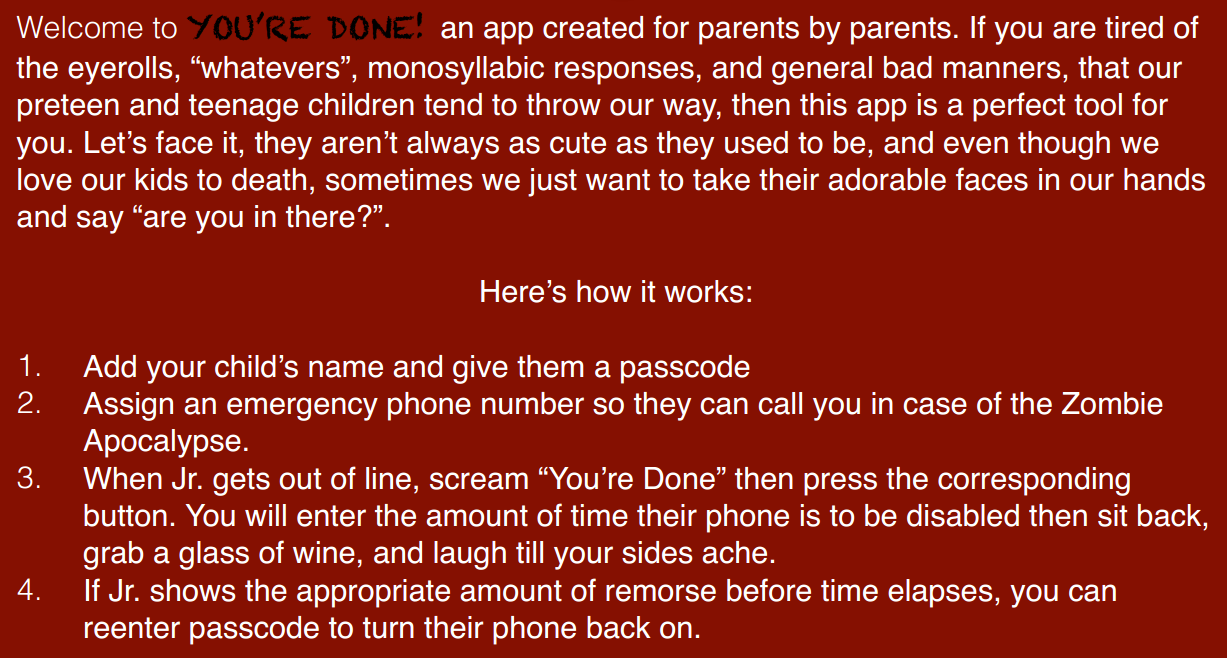 Welcome to YOU'RE DONE! an app created for parents by parents. If you are tired of
the eyerolls, “whatevers”, monosyllabic responses, and general bad manners, that our
preteen and teenage children tend to throw our way, then this app is a perfect tool for
you. Let’s face it, they aren’t always as cute as they used to be, and even though we
love our kids to death, sometimes we just want to take their adorable faces in our hands
and say “are you in there?”.
Here’s how it works:
1. Add your child’s name and give them a passcode
2. Assign an emergency phone number so they can call you in case of the Zombie
Apocalypse.
3. When Jr. gets out of line, scream “You’re Done” then press the corresponding
button. You will enter the amount of time their phone is to be disabled then sit back,
grab a glass of wine, and laugh till your sides ache.
4. If Jr. shows the appropriate amount of remorse before time elapses, you can
reenter passcode to turn their phone back on.